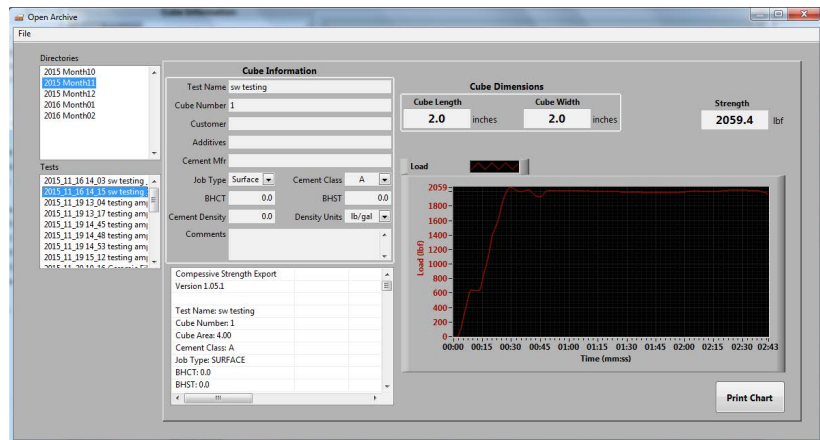 Open Archive
File
Directories
2015 Month10
2015 Month11
2015 Month12
2016 Month01
2016 Month02
Tests
2015_11_16 14_03 sw testing
2015_11_16 14_15 sw testing
2015_11_19 13_04 testing am
2015_11_19 13_17 testing am
2015_11_19 14_45 testing am
2015_11_19 14_48 testing am
2015_11_19 14_53 testing am
2015_11_19 15_12 testing am
Cube Information
Test Name sw testing
Cube Number 1
Customer
Additives
Cement Mfr
Job Type Surface Cement Class A
BHCT 0.0 BHST 0.0
Cement Density 0.0 Density Units lb/gal
Comments
Compessive Strength Export
Version 1.05.1
Test Name: sw testing
Cube Number: 1
Cube Area: 4.00
Cement Class: A
Job Type: SURFACE
BHCT: 0.0
BHST: 0.0
Cube Dimensions
Cube Length Cube Width
2.0 inches 2.0 inches
Strength
2059.4 lbf
Load
2059
1800
1600
1400
1200
1000
800
600
400
200
0
Load (lbf)
00:00 00:15 00:30 00:45 01:00 01:15 01:30 01:45 02:00 02:15 02:30 02:43
Time (mm:ss)
Print Chart